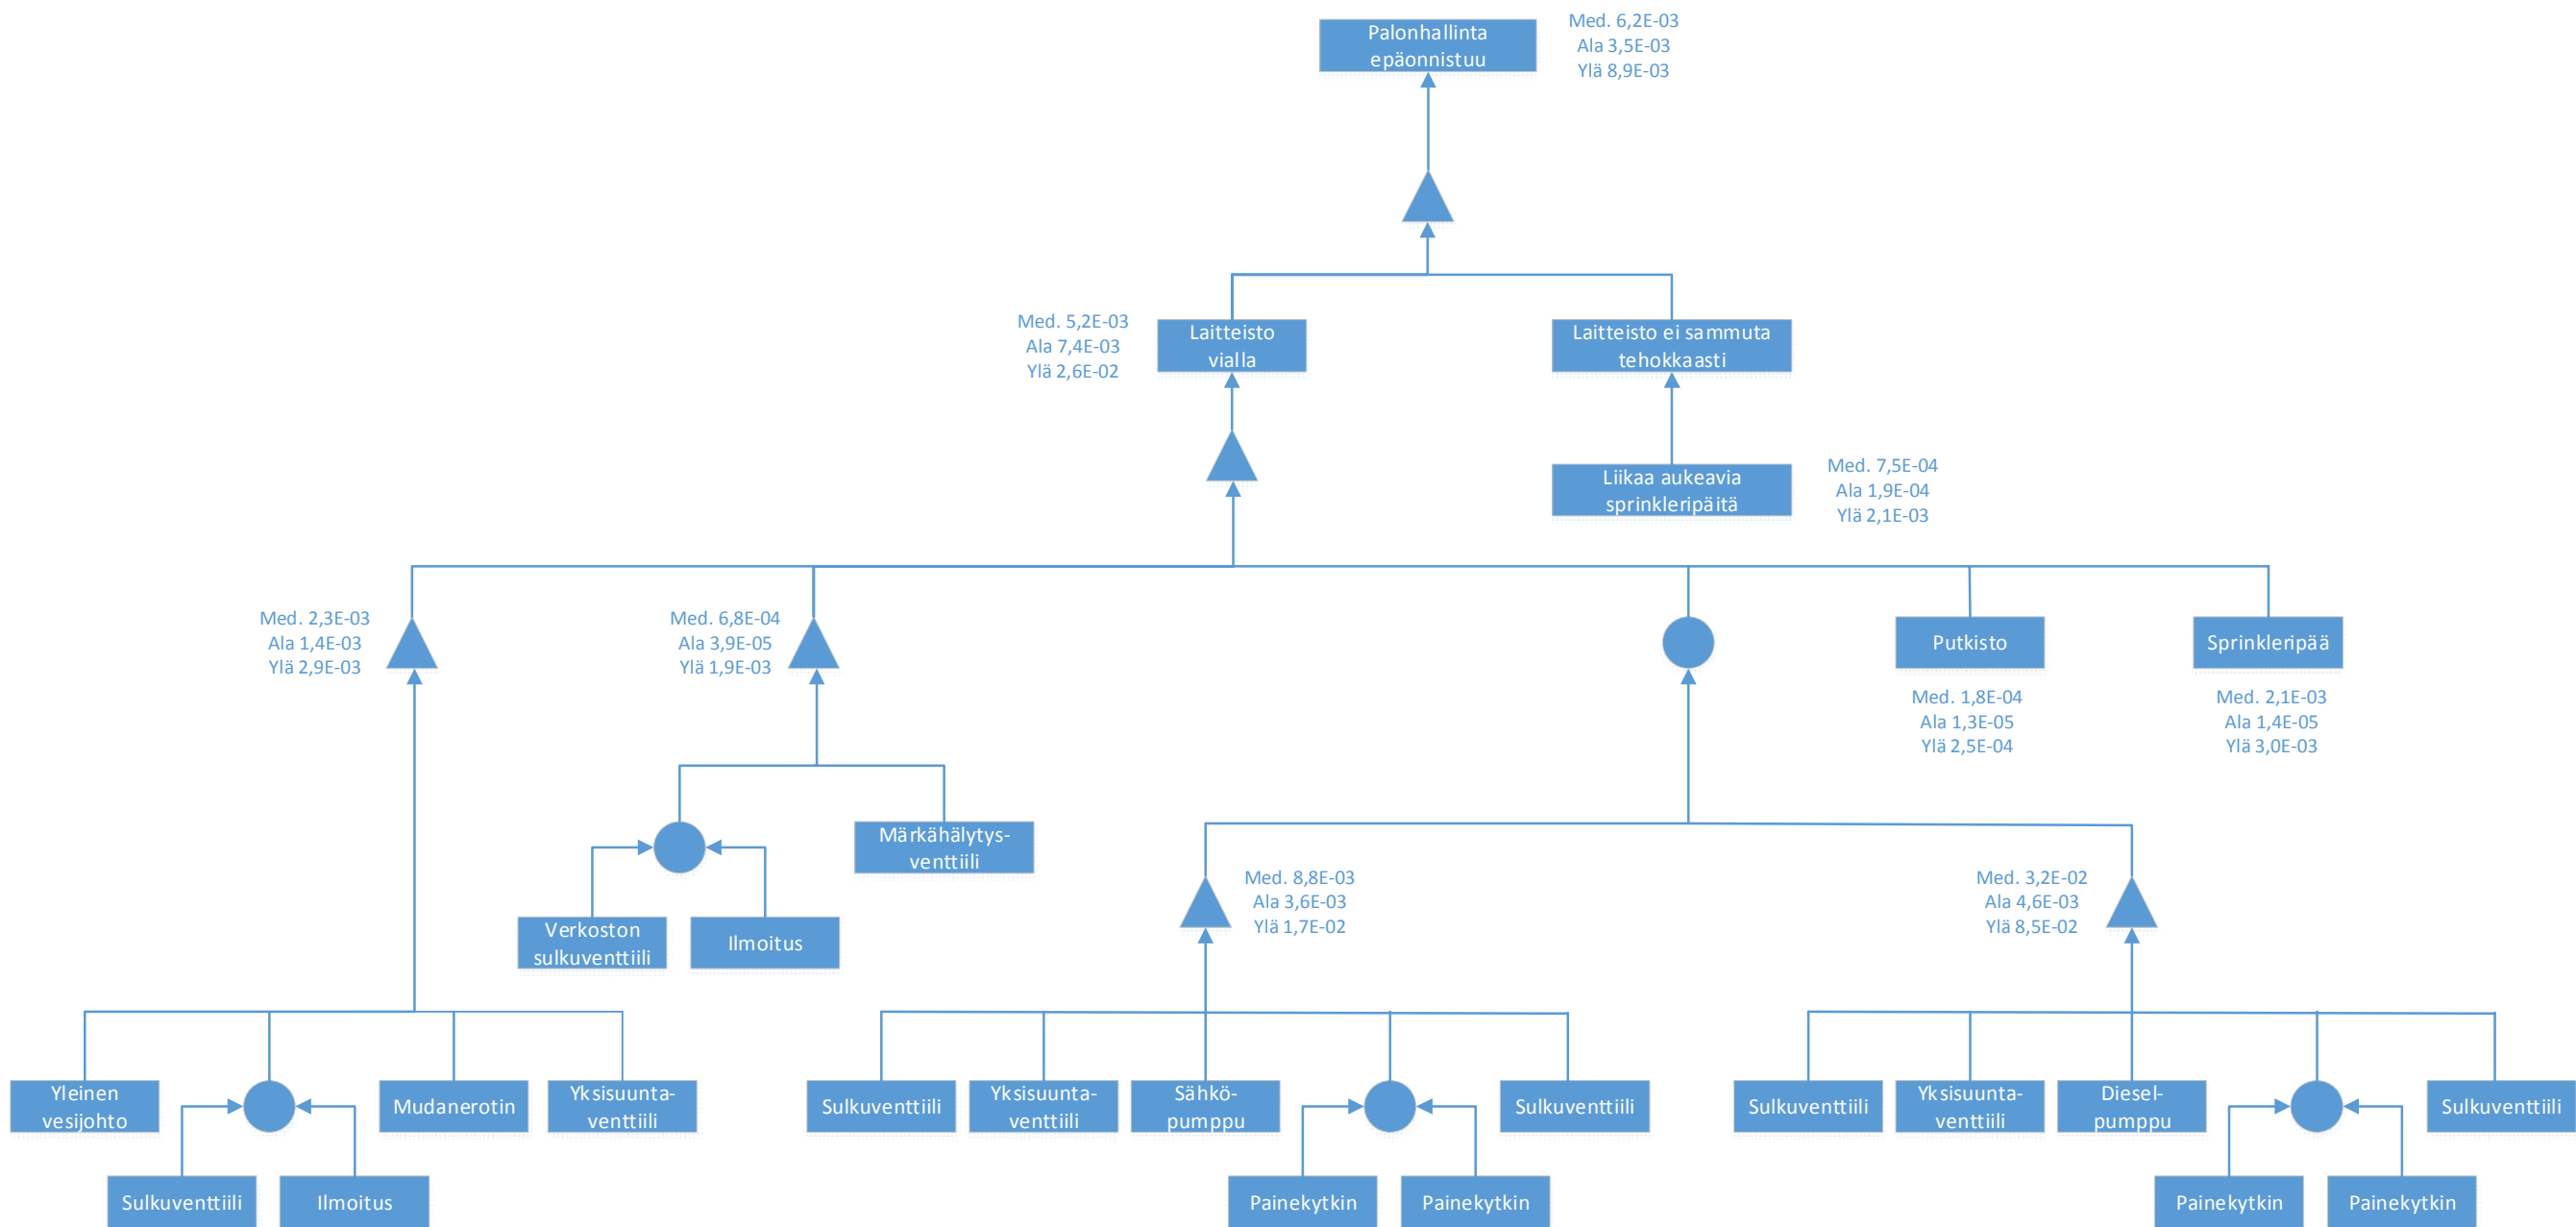 Palonhallinta
epäonnistuu
Med. 6,2E-03
Ala 3,5E-03
Ylä 8,9E-03
Med. 5,2E-03
Ala 7,4E-03
Ylä 2,6E-02
Laitteisto
vialla
Laitteisto ei sammuta
tehokkaasti
Liikaa aukeavia
sprinkleripäitä
Med. 7,5E-04
Ala 1,9E-04
Ylä 2,1E-03
Med. 2,3E-03
Ala 1,4E-03
Ylä 2,9E-03
Med. 6,8E-04
Ala 3,9E-05
Ylä 1,9E-03
Putkisto
Med. 1,8E-04
Ala 1,3E-05
Ylä 2,5E-04
Sprinkleripää
Med. 2,1E-03
Ala 1,4E-05
Ylä 3,0E-03
Märkähälytys-
venttiili
Verkoston
sulkuventtiili
Ilmoitus
Med. 8,8E-03
Ala 3,6E-03
Ylä 1,7E-02
Med. 3,2E-02
Ala 4,6E-03
Ylä 8,5E-02
Yleinen
vesijohto
Mudanerotin
Yksisuunta-
venttiili
Sulkuventtiili
Ilmoitus
Sulkuventtiili
Yksisuunta-
venttiili
Sähkö-
pumppu
Sulkuventtiili
Painekytkin
Painekytkin
Sulkuventtiili
Yksisuunta-
venttiili
Diesel-
pumppu
Sulkuventtiili
Painekytkin
Painekytkin